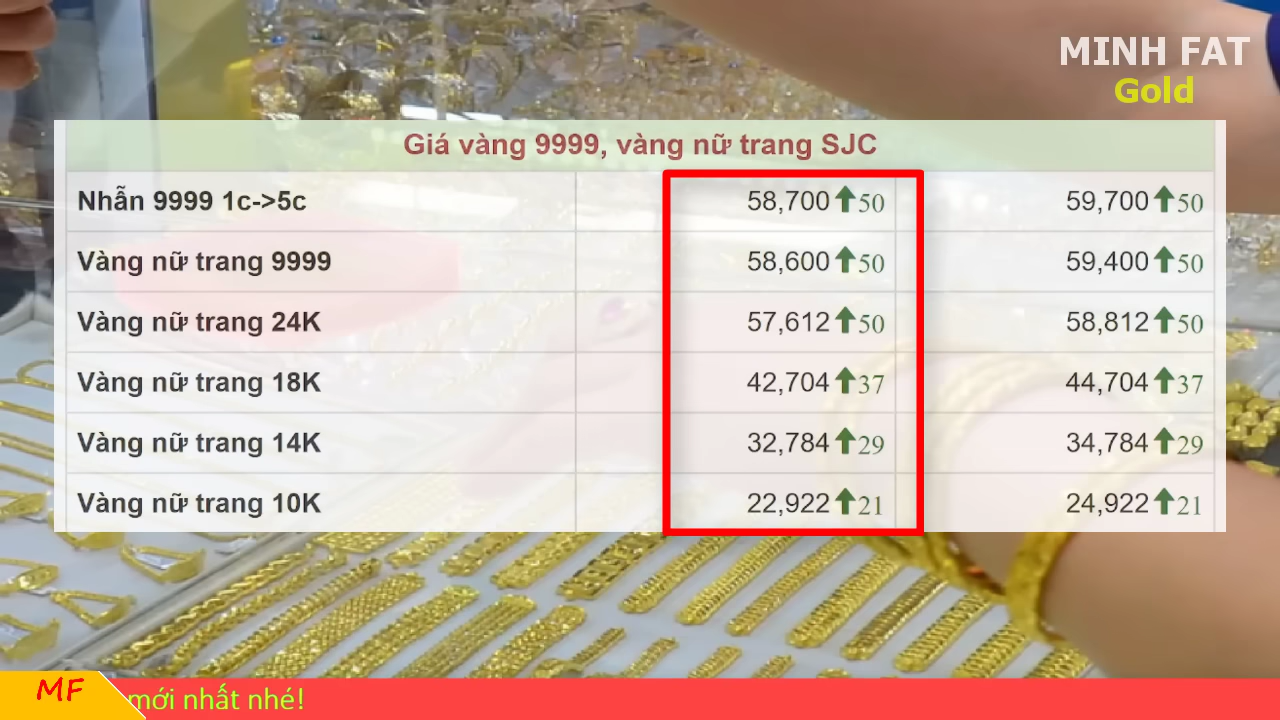 MINH FAT
Gold
Giá vàng 9999, vàng nữ trang SJC
Nhẫn 9999 1c->5c 58,700 50 59,700 50
Vàng nữ trang 9999 58,600 50 59,400 50
Vàng nữ trang 24K 57,612 50 58,812 50
Vàng nữ trang 18K 42,704 37 44,704 37
Vàng nữ trang 14K 32,784 29 34,784 29
Vàng nữ trang 10K 22,922 21 24,922 21
MF mới nhất nhé!